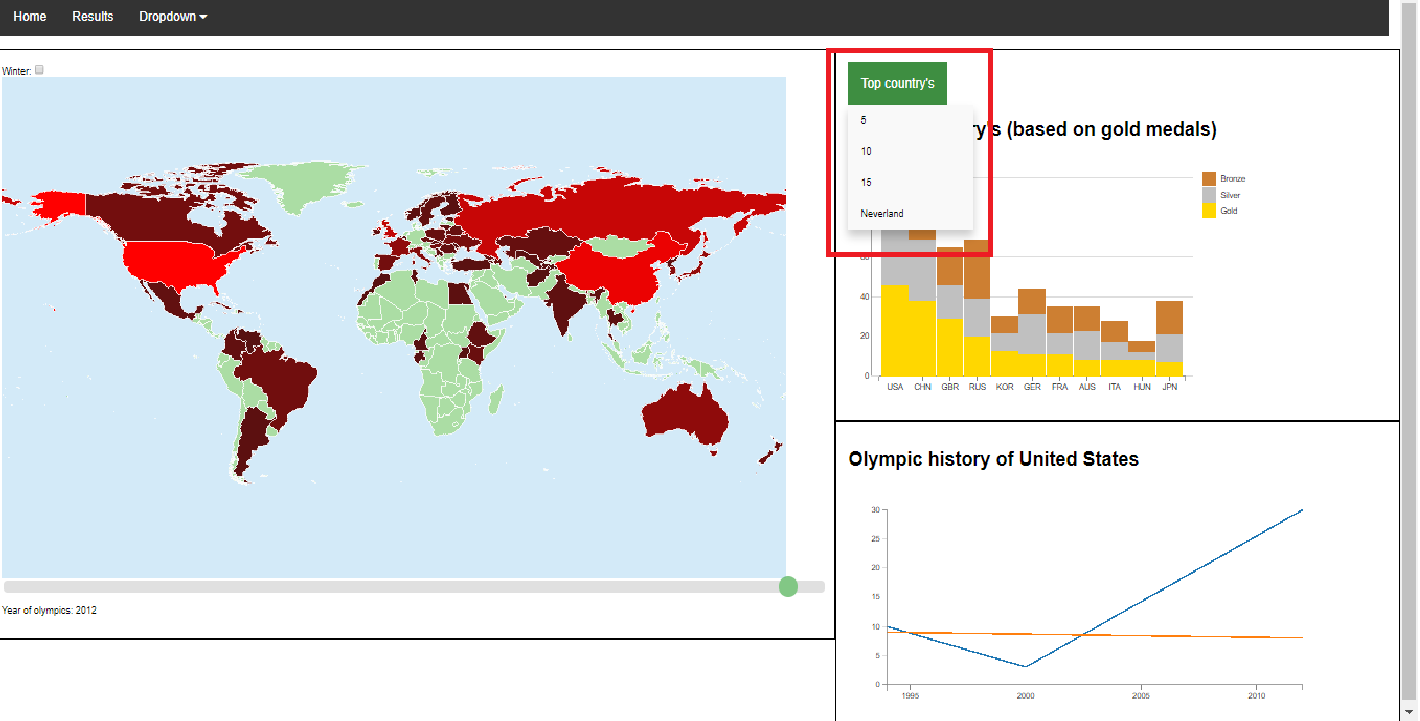 Home Results Dropdown
Winter:
Top country's
5
10
15
Neverland
ry's (based on gold medals)
Bronze
Silver
Gold
40
20
0
USA CHN GBR RUS KOR GER FRA AUS ITA HUN JPN
Year of olympics: 2012
Olympic history of United States
30
25
20
15
10
5
0
1995 2000 2005 2010